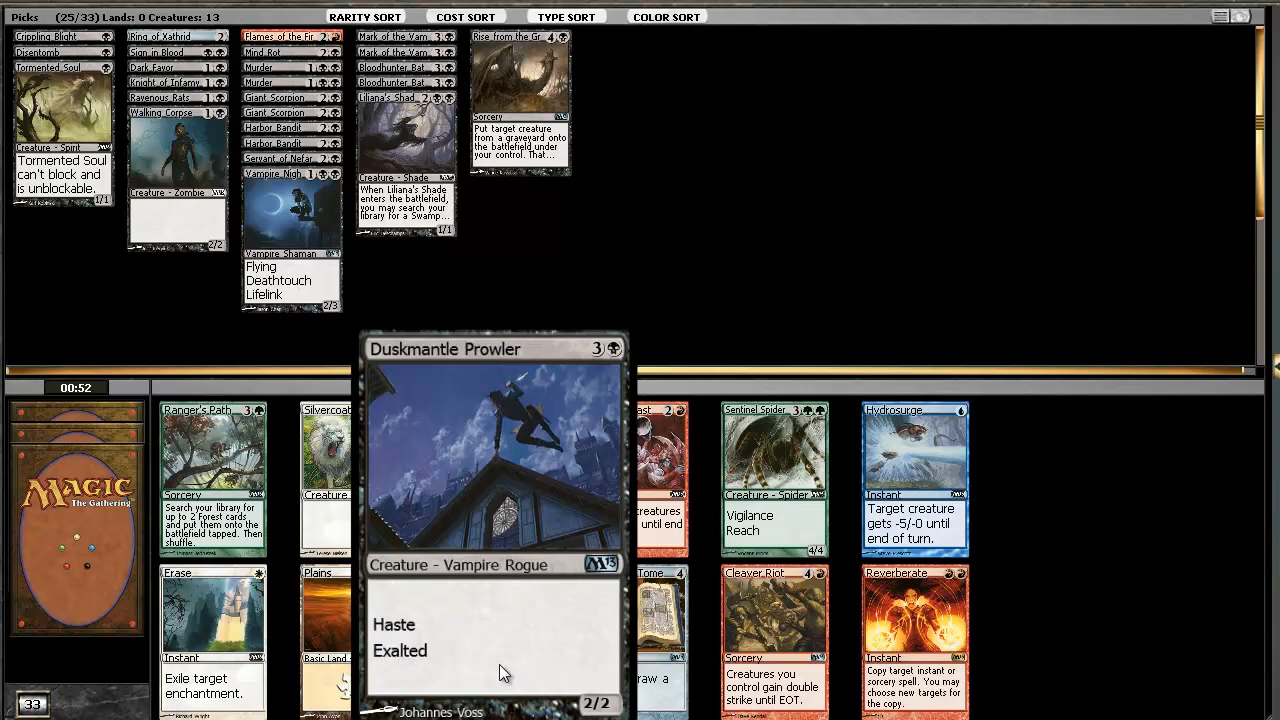 Picks (25/33) Lands: 0 Creatures: 13
RARITY SORT
COST SORT
TYPE SORT
COLOR SORT
Crippling Blight
Disentomb
Tormented Soul
Creature - Spirit
Tormented Soul
can't block and
is unblockable.
1/1
Ring of Xathrid 2
Sign in Blood
Dark Favor 1
Knight of Infamy 1
Ravenous Rats 1
Walking Corpse 1
Creature - Zombie
2/2
Flames of the Fir 2
Mind Rot 2
Murder 1
Murder 1
Giant Scorpion 2
Giant Scorpion 2
Harbor Bandit 2
Harbor Bandit 2
Servant of Nefar 2
Vampire Nigh 1
Vampire Shaman
Flying
Deathtouch
Lifelink
2/3
Mark of the Vam 3
Mark of the Vam 3
Bloodhunter Bat 3
Bloodhunter Bat 3
Liliana's Shad 2
Creature - Shade
When Liliana's Shade
enters the battlefield,
you may search your
library for a Swamp...
1/1
Rise from the Gr 4
Sorcery
Put target creature
from a graveyard onto
the battlefield under
your control. That...
00:52
MAGIC
The Gathering
33
Ranger's Path 3
Sorcery
Search your library for
up to 2 Forest cards
and put them onto the
battlefield tapped. Then
shuffle.
Silvercoat
Creature
Duskmantle Prowler 3
Creature - Vampire Rogue M13
Haste
Exalted
2/2
Johannes Voss
ast 2
creatures
until end
Sentinel Spider 3
Creature - Spider
Vigilance
Reach
4/4
Hydrosurge
Instant
Target creature
gets -5/-0 until
end of turn.
Erase
Instant
Exile target
enchantment.
Plains
Basic Land
Tome 4
raw a
Cleaver Riot 4
Sorcery
Creatures you
control gain double
strike until EOT.
Reverberate
Instant
Copy target instant or
sorcery spell. You may
choose new targets for
the copy.